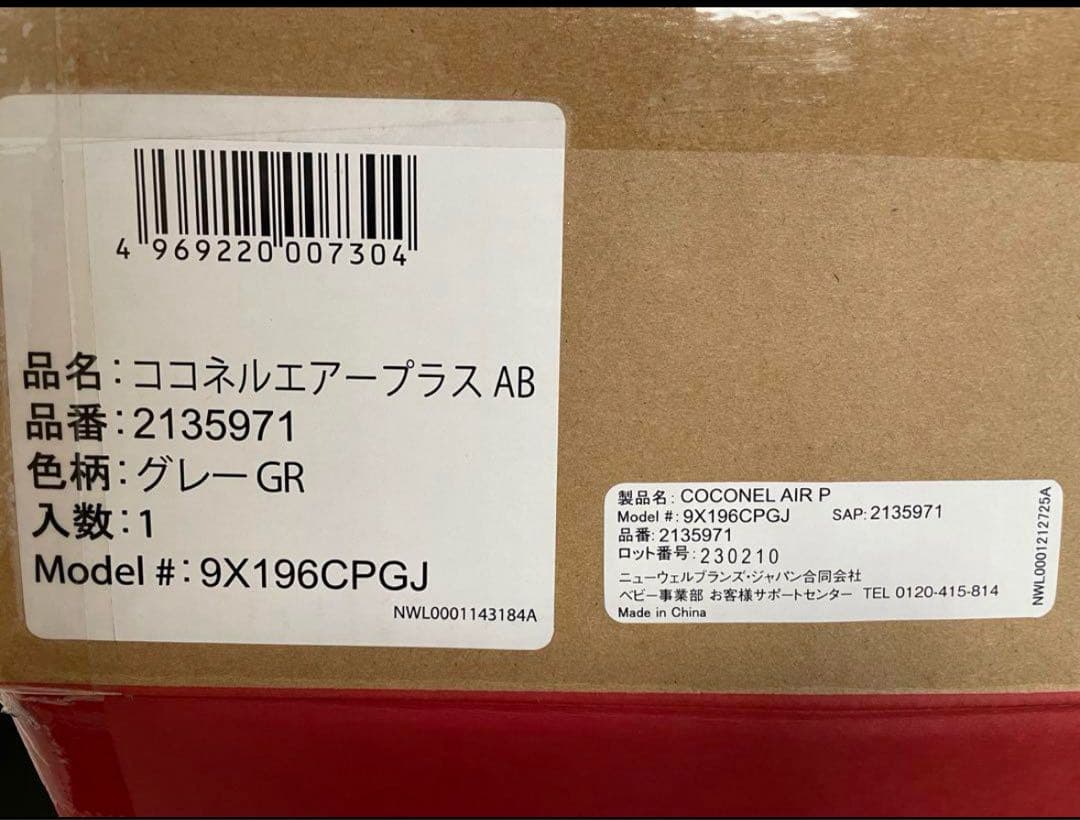 4 969220 007304
品名：ココネルエアープラス AB
品番：2135971
色柄：グレー GR
入数：1
Model #：9X196CPGJ
NWL0001143184A
製品名：COCONEL AIR P
Model #：9X196CPGJ SAP：2135971
品番：2135971
ロット番号：230210
ニューウェルブランズ・ジャパン合同会社
ベビー事業部 お客様サポートセンター TEL 0120-415-814
Made in China
NWL0001212725A